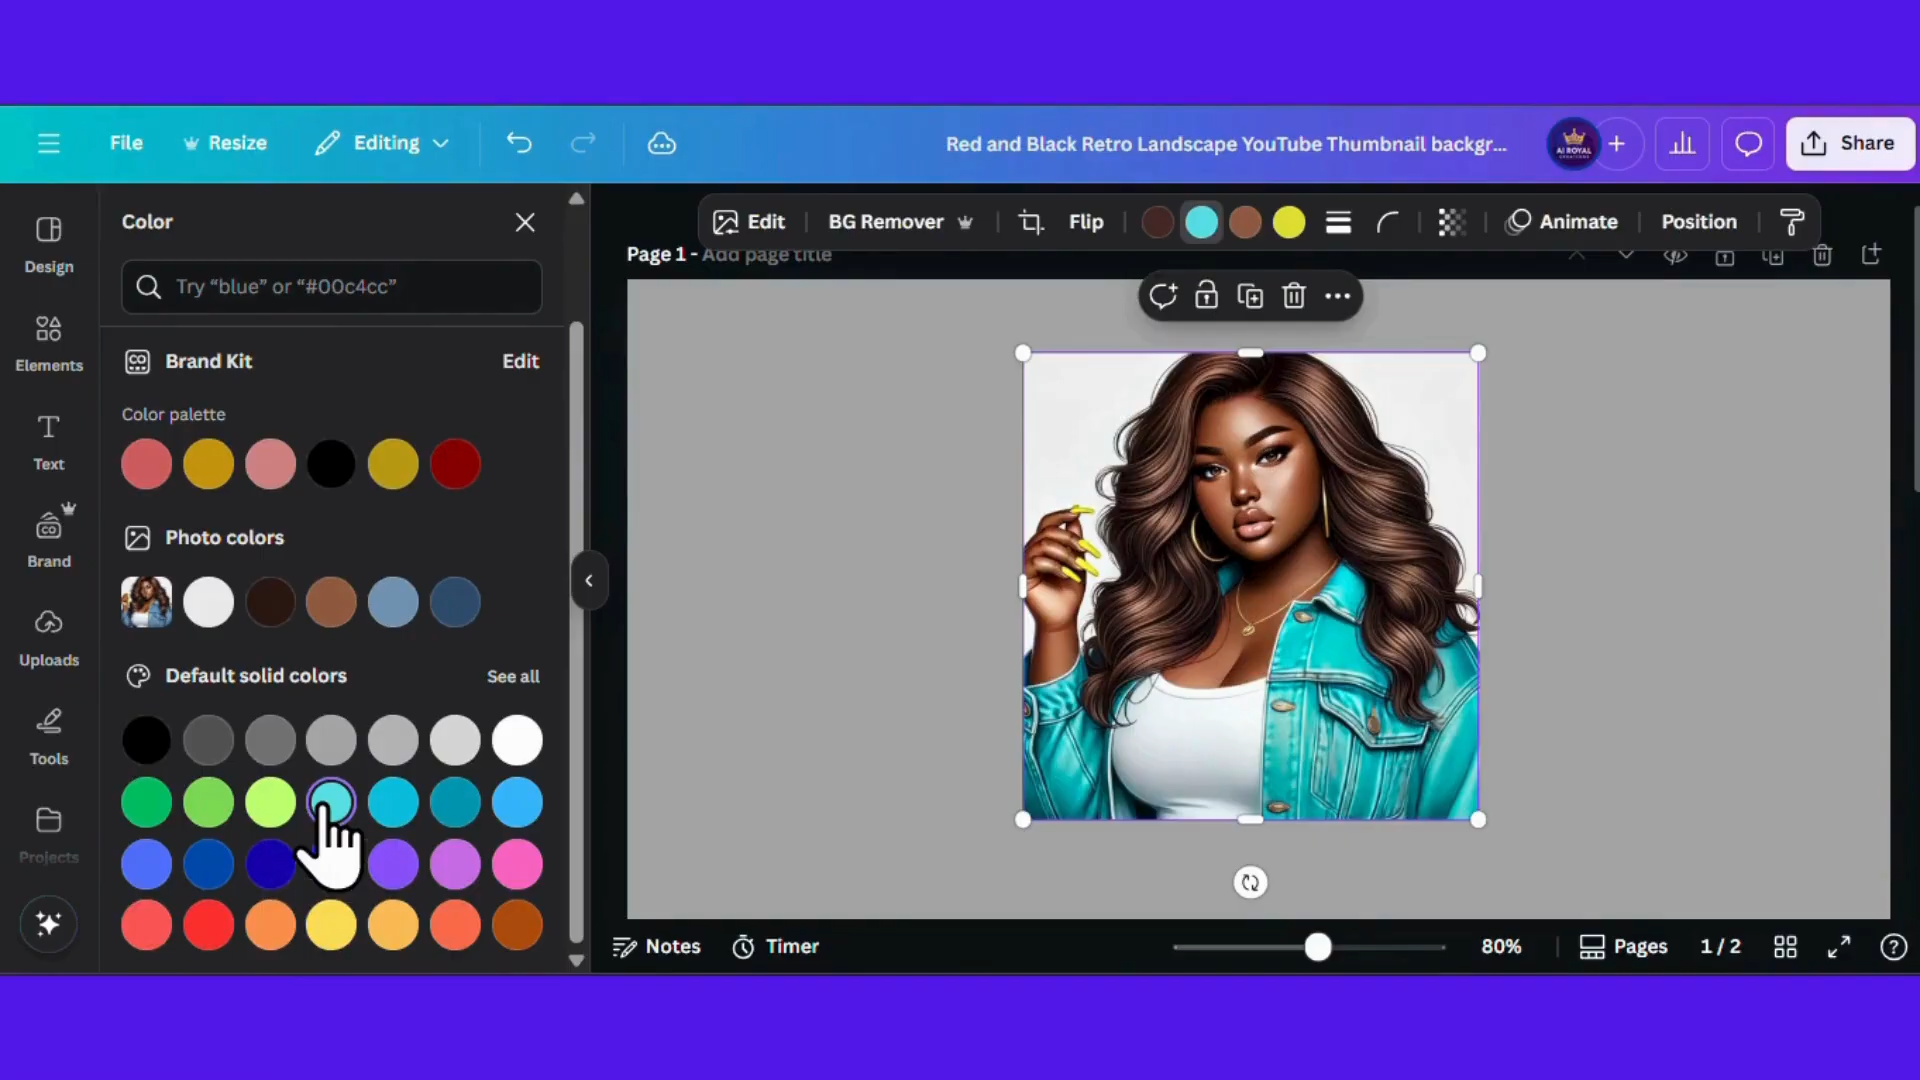 File
Resize
Editing
Red and Black Retro Landscape YouTube Thumbnail backgr...
AI ROYAL
Share
Design
Elements
Text
Brand
Uploads
Tools
Projects
Color
Try “blue” or “#00c4cc”
Brand Kit
Edit
Color palette
Photo colors
Default solid colors
See all
Edit
BG Remover
Flip
Animate
Position
Page 1 - Add page title
Notes
Timer
80%
Pages
1 / 2